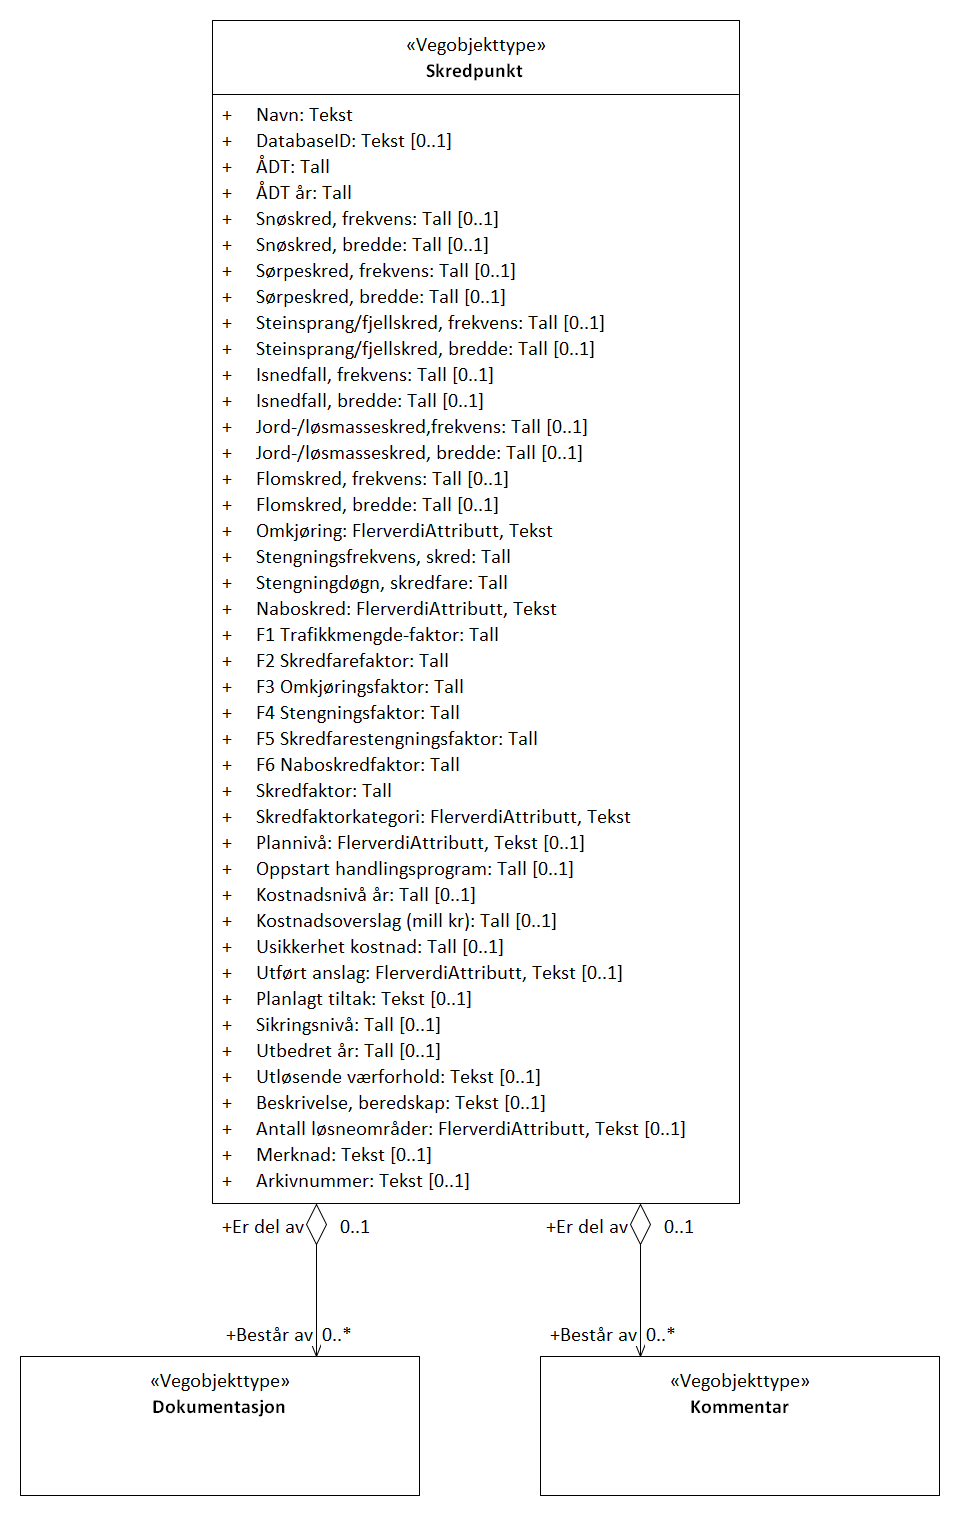 «Vegobjekttype»
Skredpunkt
+ Navn: Tekst
+ DatabaseID: Tekst [0..1]
+ ÅDT: Tall
+ ÅDT år: Tall
+ Snøskred, frekvens: Tall [0..1]
+ Snøskred, bredde: Tall [0..1]
+ Sørpeskred, frekvens: Tall [0..1]
+ Sørpeskred, bredde: Tall [0..1]
+ Steinsprang/fjellskred, frekvens: Tall [0..1]
+ Steinsprang/fjellskred, bredde: Tall [0..1]
+ Isnedfall, frekvens: Tall [0..1]
+ Isnedfall, bredde: Tall [0..1]
+ Jord-/løsmasseskred,frekvens: Tall [0..1]
+ Jord-/løsmasseskred, bredde: Tall [0..1]
+ Flomskred, frekvens: Tall [0..1]
+ Flomskred, bredde: Tall [0..1]
+ Omkjøring: FlerverdiAttributt, Tekst
+ Stengningsfrekvens, skred: Tall
+ Stengningdøgn, skredfare: Tall
+ Naboskred: FlerverdiAttributt, Tekst
+ F1 Trafikkmengde-faktor: Tall
+ F2 Skredfarefaktor: Tall
+ F3 Omkjøringsfaktor: Tall
+ F4 Stengningsfaktor: Tall
+ F5 Skredfarestengningsfaktor: Tall
+ F6 Naboskredfaktor: Tall
+ Skredfaktor: Tall
+ Skredfaktorkategori: FlerverdiAttributt, Tekst
+ Plannivå: FlerverdiAttributt, Tekst [0..1]
+ Oppstart handlingsprogram: Tall [0..1]
+ Kostnadsnivå år: Tall [0..1]
+ Kostnadsoverslag (mill kr): Tall [0..1]
+ Usikkerhet kostnad: Tall [0..1]
+ Utført anslag: FlerverdiAttributt, Tekst [0..1]
+ Planlagt tiltak: Tekst [0..1]
+ Sikringsnivå: Tall [0..1]
+ Utbedret år: Tall [0..1]
+ Utløsende værforhold: Tekst [0..1]
+ Beskrivelse, beredskap: Tekst [0..1]
+ Antall løsneområder: FlerverdiAttributt, Tekst [0..1]
+ Merknad: Tekst [0..1]
+ Arkivnummer: Tekst [0..1]
+Er del av 0..1
+Er del av 0..1
+Består av 0..*
+Består av 0..*
«Vegobjekttype»
Dokumentasjon
«Vegobjekttype»
Kommentar